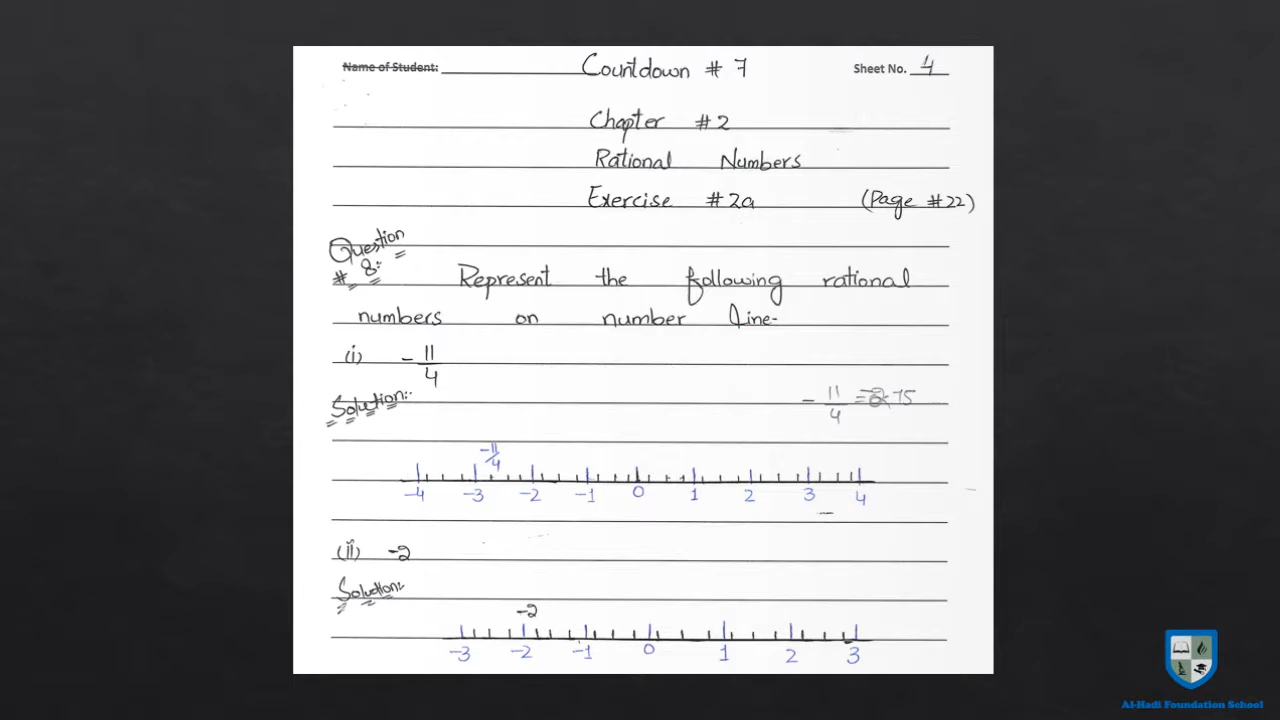 Name of Student: Countdown # 7 Sheet No. 4
Chapter # 2
Rational Numbers
Exercise # 2a (Page # 22)
Question
# 8:- Represent the following rational
numbers on number line-
(i) - 11/4
Solution:- - 11/4 = 75
-11/4
-4 -3 -2 -1 0 1 2 3 4
(ii) -2
Solution:-
-2
-3 -2 -1 0 1 2 3
Al-Hadi Foundation School